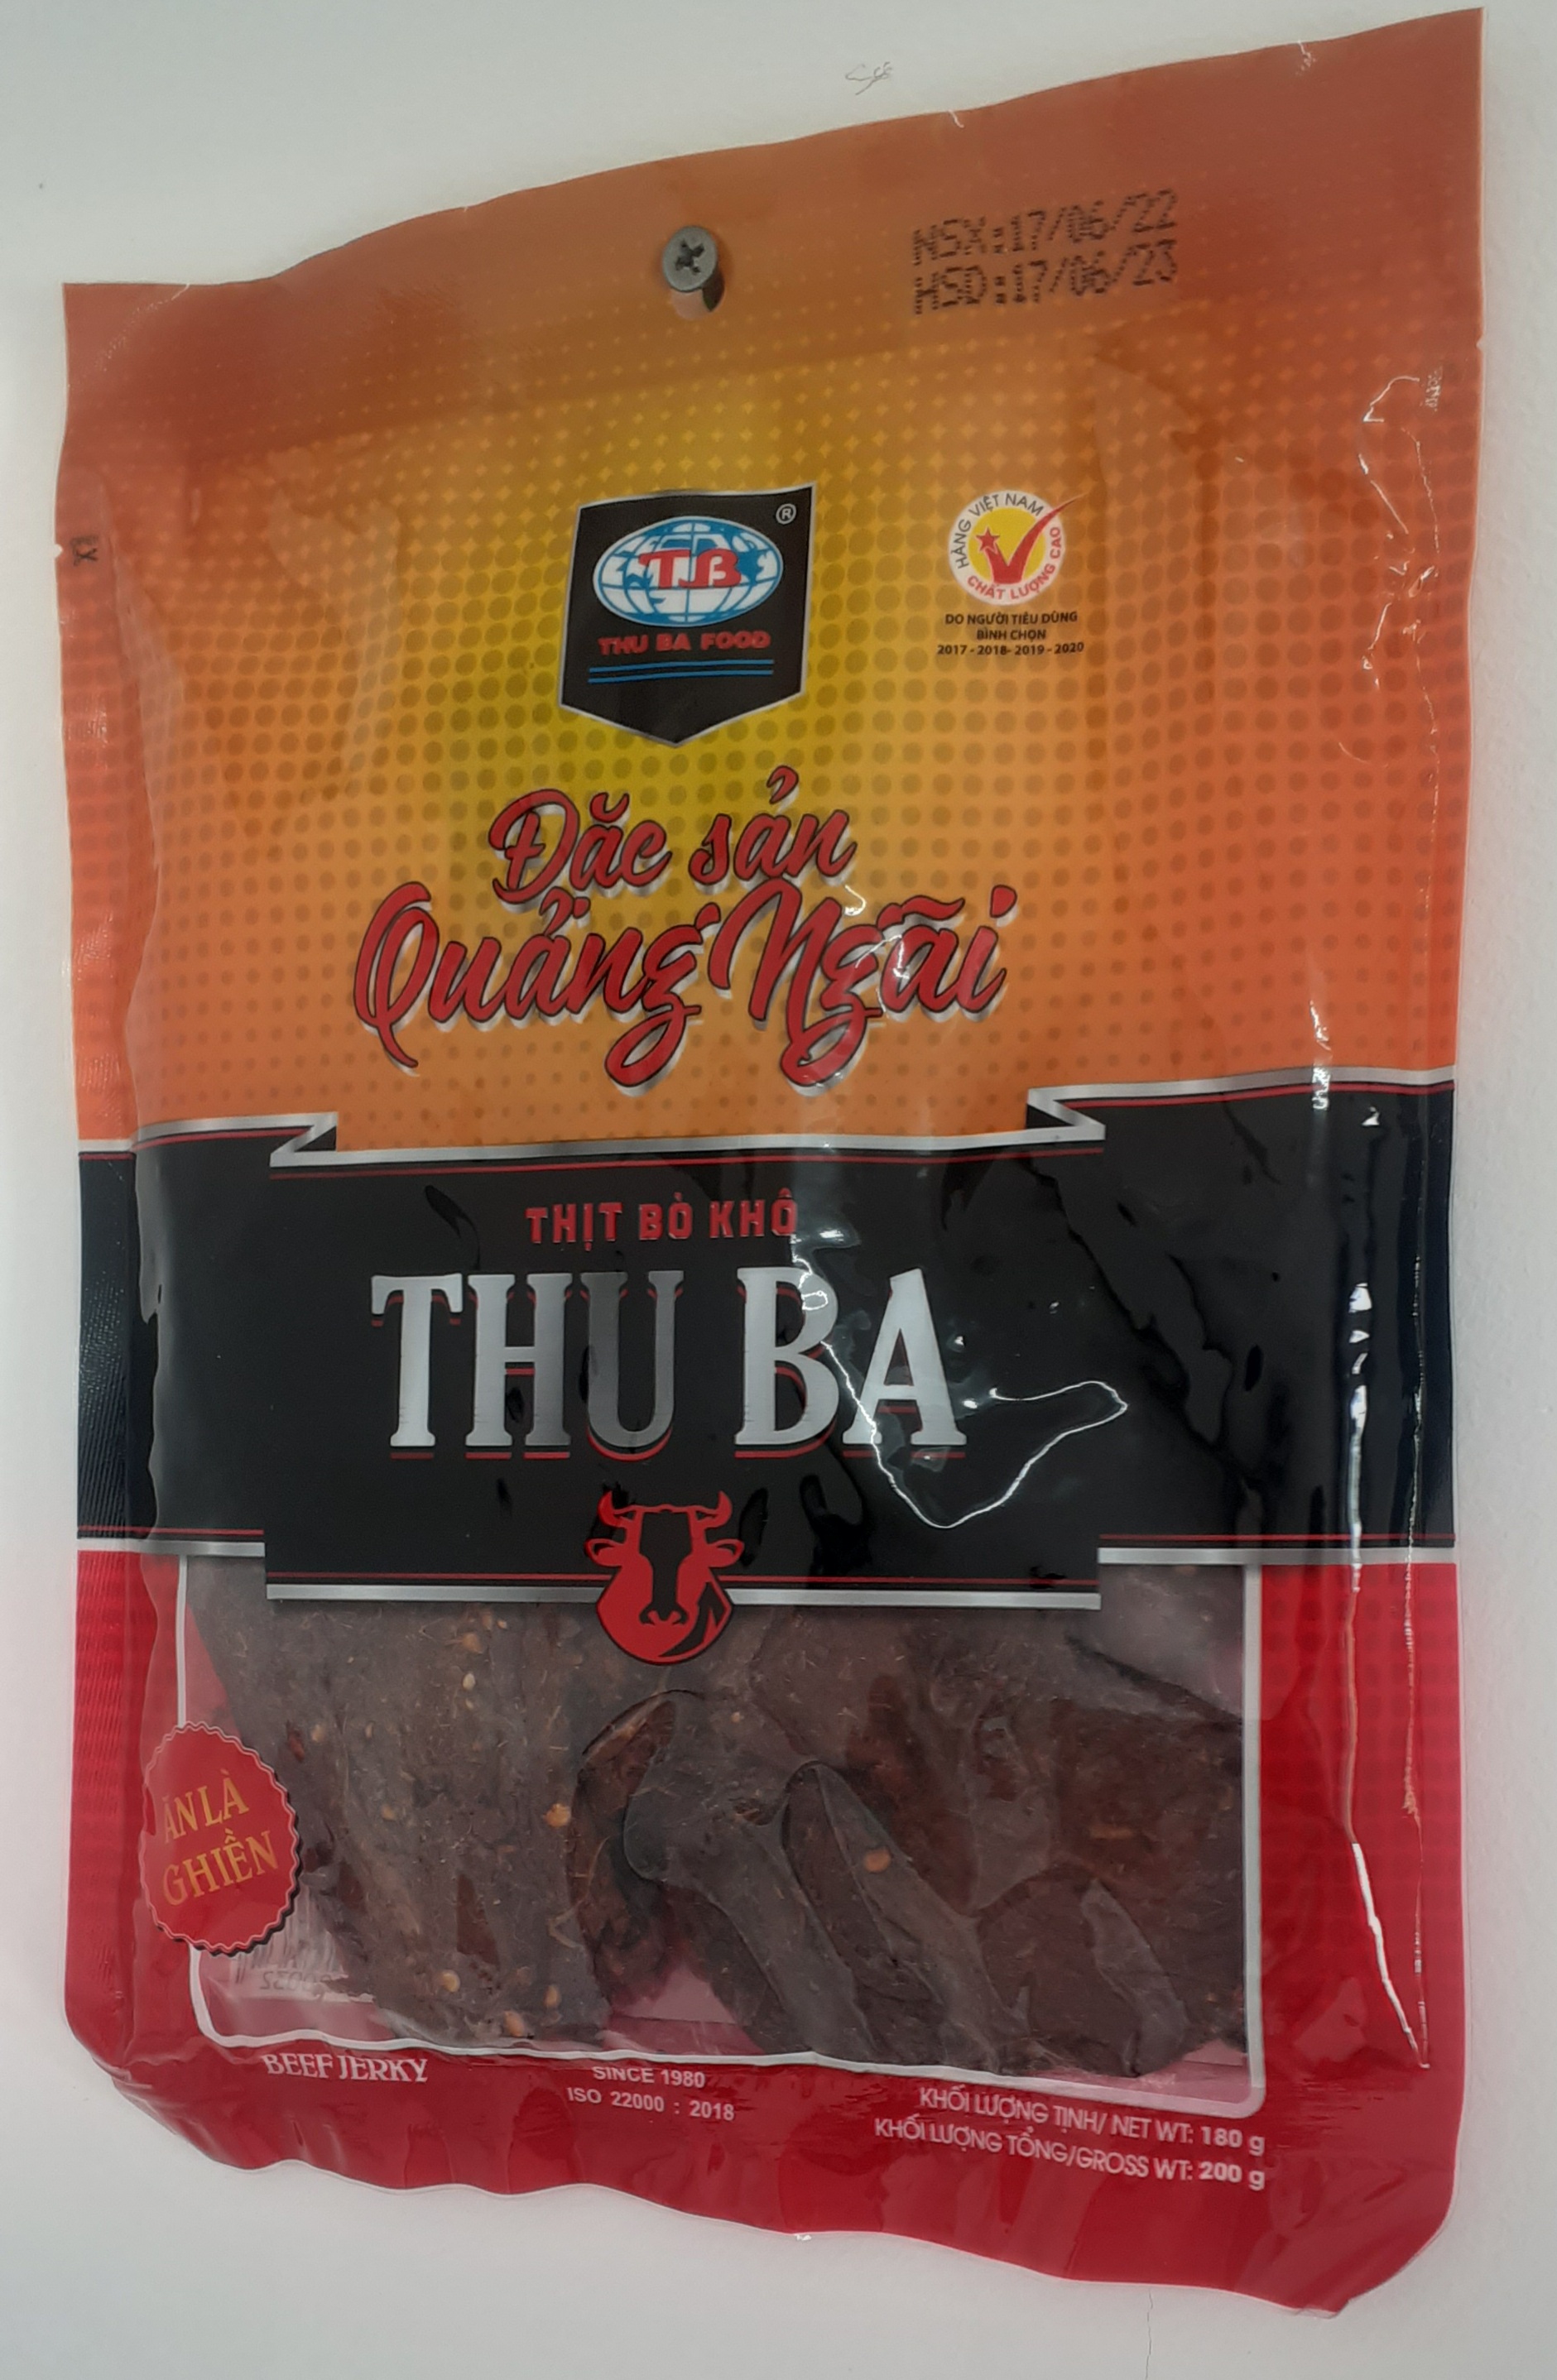 NSX:17/06/22
HSD:17/06/23
®
TB
THU BA FOOD
HÀNG VIỆT NAM
CHẤT LƯỢNG CAO
DO NGƯỜI TIÊU DÙNG
BÌNH CHỌN
2017 - 2018- 2019 - 2020
Đặc sản
Quảng Ngãi
THỊT BÒ KHÔ
THU BA
ĂN LÀ
GHIỀN
BEEF JERKY
SINCE 1980
ISO 22000 : 2018
KHỐI LƯỢNG TỊNH/ NET WT: 180 g
KHỐI LƯỢNG TỔNG/GROSS WT: 200 g